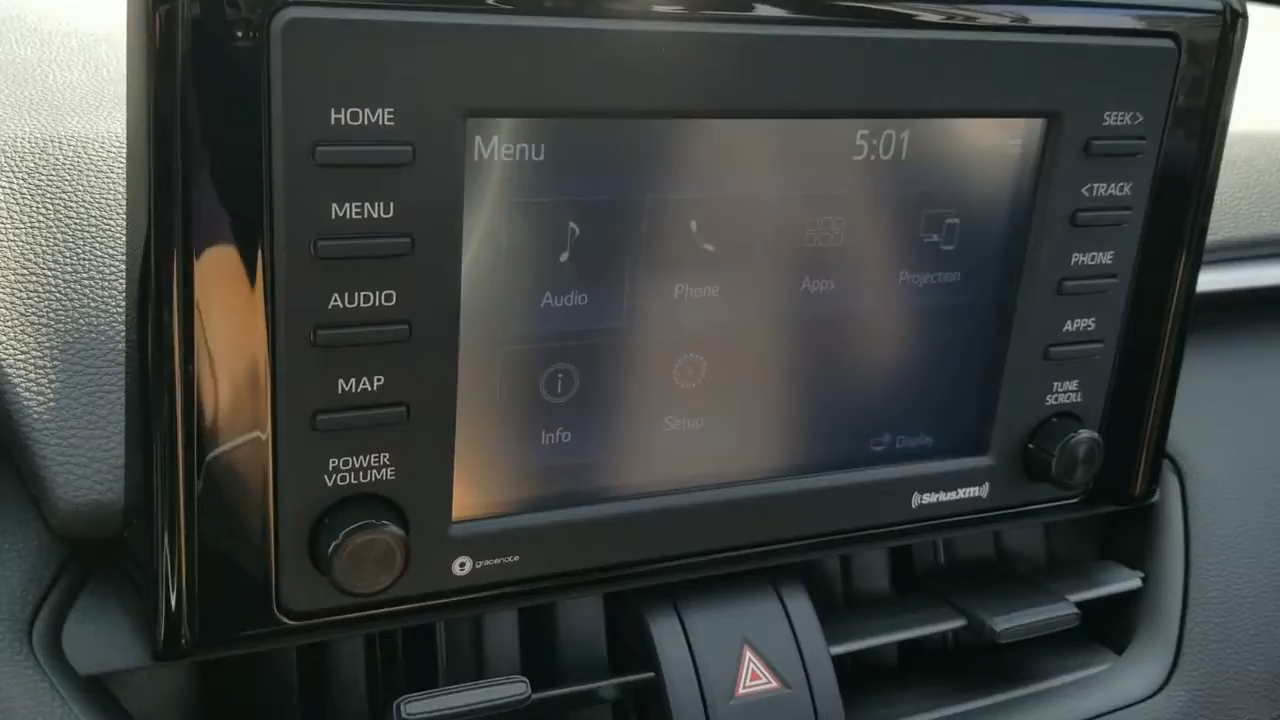 HOME
MENU
AUDIO
MAP
POWER
VOLUME
Menu
5:01
Audio
Phone
Apps
Projection
Info
Setup
Display
SEEK>
<TRACK
PHONE
APPS
TUNE
SCROLL
gracenote
SiriusXM